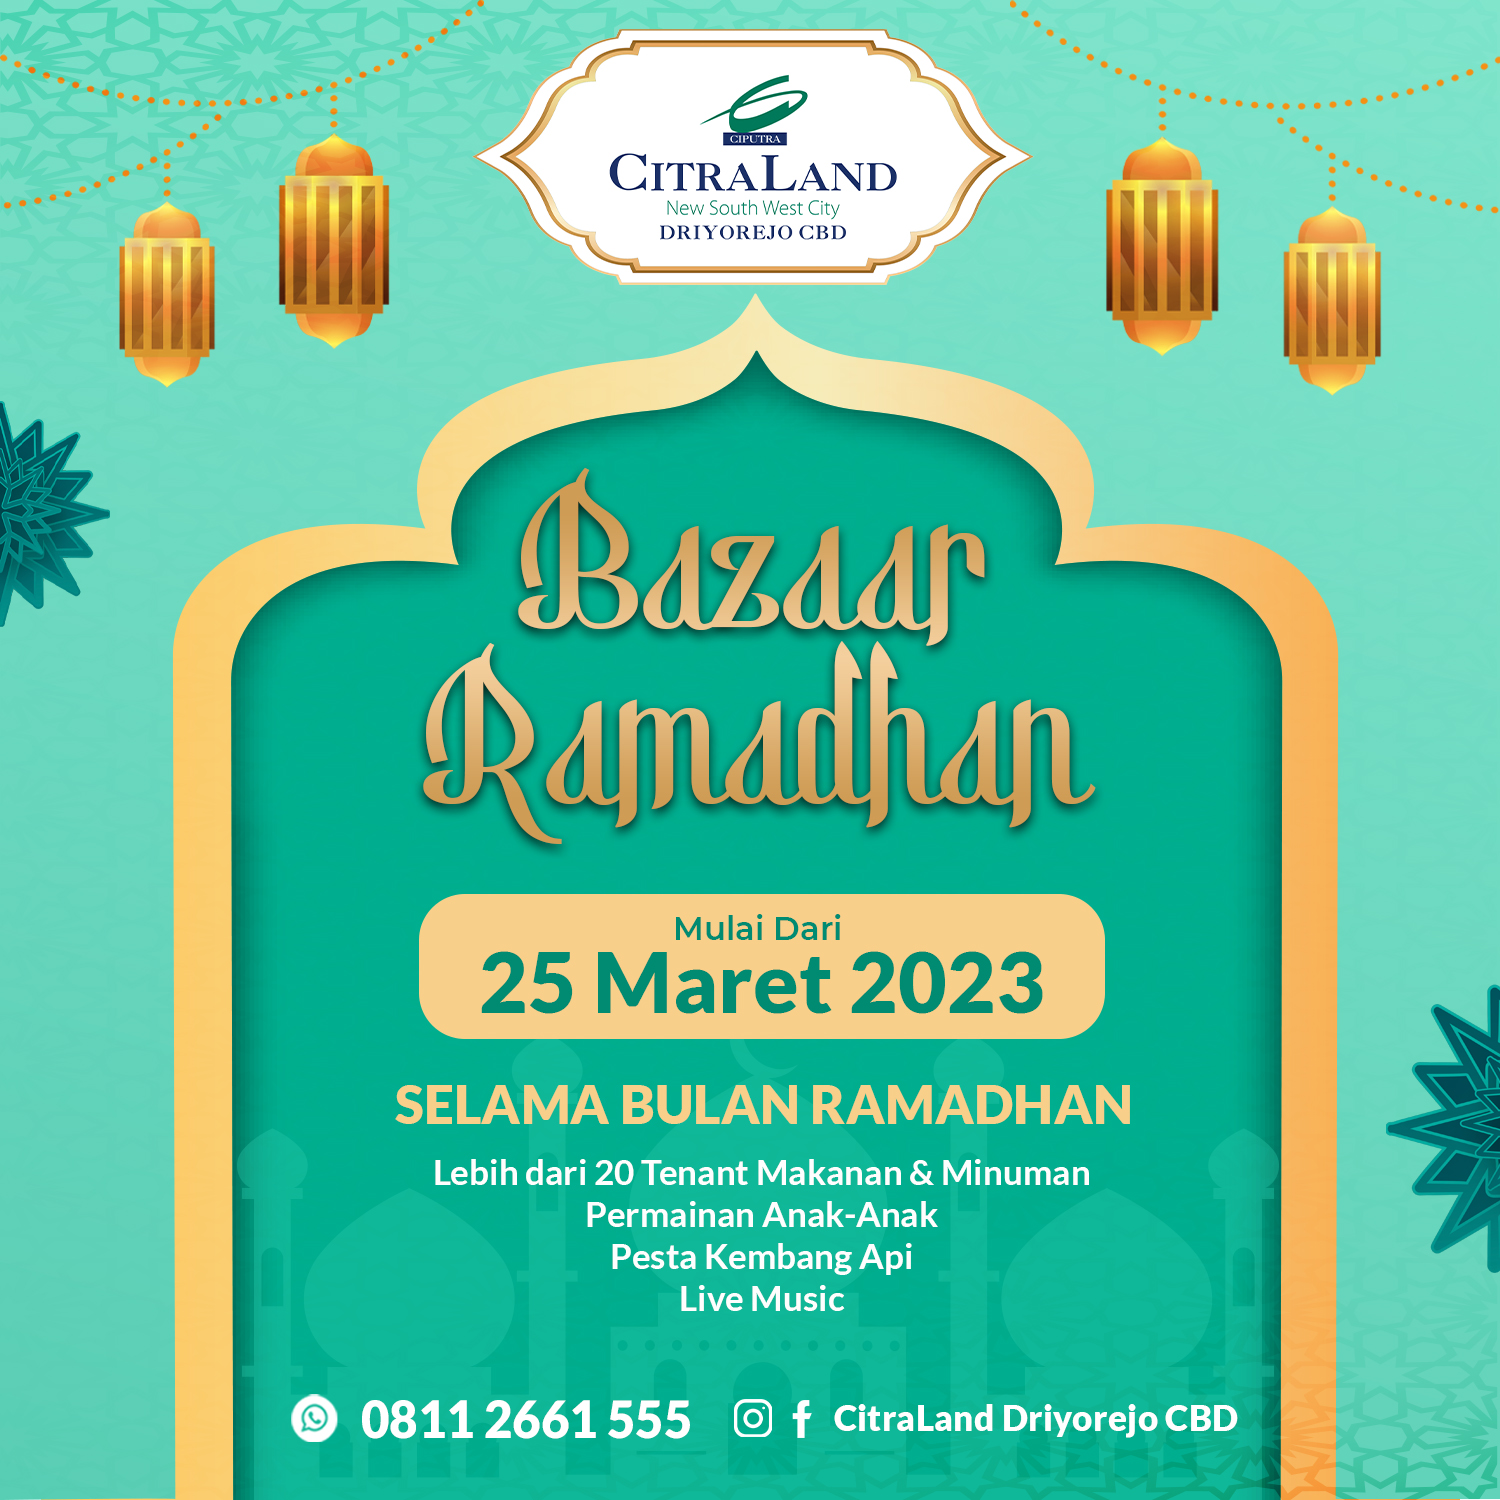 CIPUTRA
CITRALAND
New South West City
DRIYOREJO CBD
Bazaar
Ramadhan
Mulai Dari
25 Maret 2023
SELAMA BULAN RAMADHAN
Lebih dari 20 Tenant Makanan & Minuman
Permainan Anak-Anak
Pesta Kembang Api
Live Music
0811 2661 555 CitraLand Driyorejo CBD